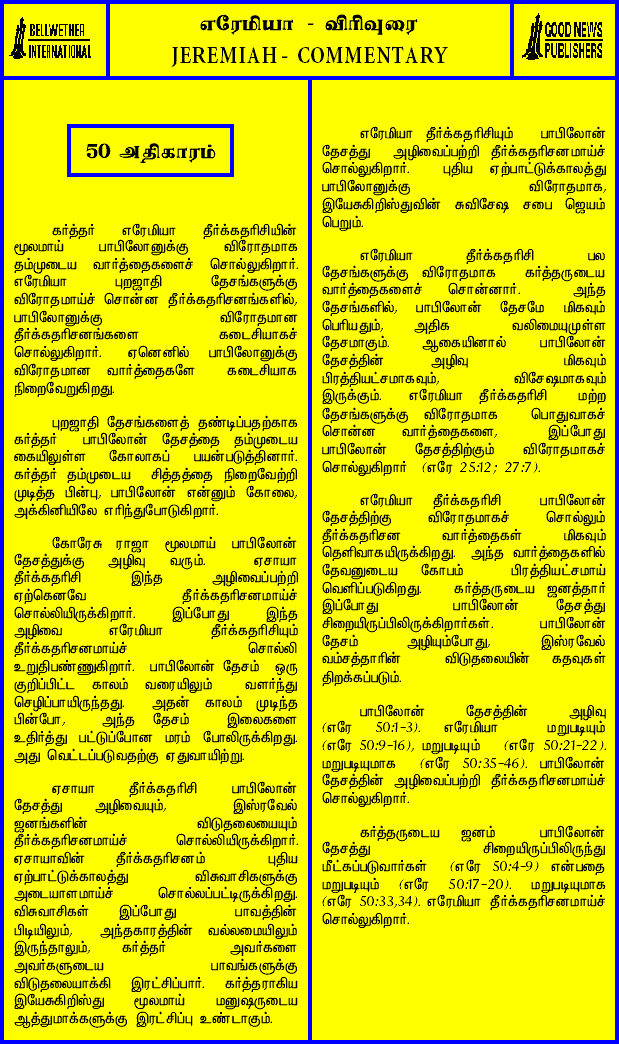 BELLWETHER
INTERNATIONAL
எரேமியா - விரிவுரை
JEREMIAH - COMMENTARY
GOOD NEWS
PUBLISHERS
50 அதிகாரம்
கர்த்தர் எரேமியா தீர்க்கதரிசியின்
மூலமாய் பாபிலோனுக்கு விரோதமாக
தம்முடைய வார்த்தைகளைச் சொல்லுகிறார்.
எரேமியா புறஜாதி தேசங்களுக்கு
விரோதமாய்ச் சொன்ன தீர்க்கதரிசனங்களில்,
பாபிலோனுக்கு விரோதமான
தீர்க்கதரிசனங்களை கடைசியாகச்
சொல்லுகிறார். ஏனெனில் பாபிலோனுக்கு
விரோதமான வார்த்தைகளே கடைசியாக
நிறைவேறுகிறது.
புறஜாதி தேசங்களைத் தண்டிப்பதற்காக
கர்த்தர் பாபிலோன் தேசத்தை தம்முடைய
கையிலுள்ள கோலாகப் பயன்படுத்தினார்.
கர்த்தர் தம்முடைய சித்தத்தை நிறைவேற்றி
முடித்த பின்பு, பாபிலோன் என்னும் கோலை,
அக்கினியிலே எரிந்துபோடுகிறார்.
கோரேசு ராஜா மூலமாய் பாபிலோன்
தேசத்துக்கு அழிவு வரும். ஏசாயா
தீர்க்கதரிசி இந்த அழிவைப்பற்றி
ஏற்கெனவே தீர்க்கதரிசனமாய்ச்
சொல்லியிருக்கிறார். இப்போது இந்த
அழிவை எரேமியா தீர்க்கதரிசியும்
தீர்க்கதரிசனமாய்ச் சொல்லி
உறுதிபண்ணுகிறார். பாபிலோன் தேசம் ஒரு
குறிப்பிட்ட காலம் வரையிலும் வளர்ந்து
செழிப்பாயிருந்தது. அதன் காலம் முடிந்த
பின்போ, அந்த தேசம் இலைகளை
உதிர்த்து பட்டுப்போன மரம் போலிருக்கிறது.
அது வெட்டப்படுவதற்கு ஏதுவாயிற்று.
ஏசாயா தீர்க்கதரிசி பாபிலோன்
தேசத்து அழிவையும், இஸ்ரவேல்
ஜனங்களின் விடுதலையையும்
தீர்க்கதரிசனமாய்ச் சொல்லியிருக்கிறார்.
ஏசாயாவின் தீர்க்கதரிசனம் புதிய
ஏற்பாட்டுக்காலத்து விசுவாசிகளுக்கு
அடையாளமாய்ச் சொல்லப்பட்டிருக்கிறது.
விசுவாசிகள் இப்போது பாவத்தின்
பிடியிலும், அந்தகாரத்தின் வல்லமையிலும்
இருந்தாலும், கர்த்தர் அவர்களை
அவர்களுடைய பாவங்களுக்கு
விடுதலையாக்கி இரட்சிப்பார். கர்த்தராகிய
இயேசுகிறிஸ்து மூலமாய் மனுஷருடைய
ஆத்துமாக்களுக்கு இரட்சிப்பு உண்டாகும்.
எரேமியா தீர்க்கதரிசியும் பாபிலோன்
தேசத்து அழிவைப்பற்றி தீர்க்கதரிசனமாய்ச்
சொல்லுகிறார். புதிய ஏற்பாட்டுக்காலத்து
பாபிலோனுக்கு விரோதமாக,
இயேசுகிறிஸ்துவின் சுவிசேஷ சபை ஜெயம்
பெறும்.
எரேமியா தீர்க்கதரிசி பல
தேசங்களுக்கு விரோதமாக கர்த்தருடைய
வார்த்தைகளைச் சொன்னார். அந்த
தேசங்களில், பாபிலோன் தேசமே மிகவும்
பெரியதும், அதிக வலிமையுமுள்ள
தேசமாகும். ஆகையினால் பாபிலோன்
தேசத்தின் அழிவு மிகவும்
பிரத்தியட்சமாகவும், விசேஷமாகவும்
இருக்கும். எரேமியா தீர்க்கதரிசி மற்ற
தேசங்களுக்கு விரோதமாக பொதுவாகச்
சொன்ன வார்த்தைகளை, இப்போது
பாபிலோன் தேசத்திற்கும் விரோதமாகச்
சொல்லுகிறார் (எரே 25:12; 27:7).
எரேமியா தீர்க்கதரிசி பாபிலோன்
தேசத்திற்கு விரோதமாகச் சொல்லும்
தீர்க்கதரிசன வார்த்தைகள் மிகவும்
தெளிவாகயிருக்கிறது. அந்த வார்த்தைகளில்
தேவனுடைய கோபம் பிரத்தியட்சமாய்
வெளிப்படுகிறது. கர்த்தருடைய ஜனத்தார்
இப்போது பாபிலோன் தேசத்து
சிறையிருப்பிலிருக்கிறார்கள். பாபிலோன்
தேசம் அழியும்போது, இஸ்ரவேல்
வம்சத்தாரின் விடுதலையின் கதவுகள்
திறக்கப்படும்.
பாபிலோன் தேசத்தின் அழிவு
(எரே 50:1-3). எரேமியா மறுபடியும்
(எரே 50:9-16), மறுபடியும் (எரே 50:21-22).
மறுபடியுமாக (எரே 50:35-46). பாபிலோன்
தேசத்தின் அழிவைப்பற்றி தீர்க்கதரிசனமாய்ச்
சொல்லுகிறார்.
கர்த்தருடைய ஜனம் பாபிலோன்
தேசத்து சிறையிருப்பிலிருந்து
மீட்கப்படுவார்கள் (எரே 50:4-9) என்பதை
மறுபடியும் (எரே 50:17-20). மறுபடியுமாக
(எரே 50:33,34). எரேமியா தீர்க்கதரிசனமாய்ச்
சொல்லுகிறார்.